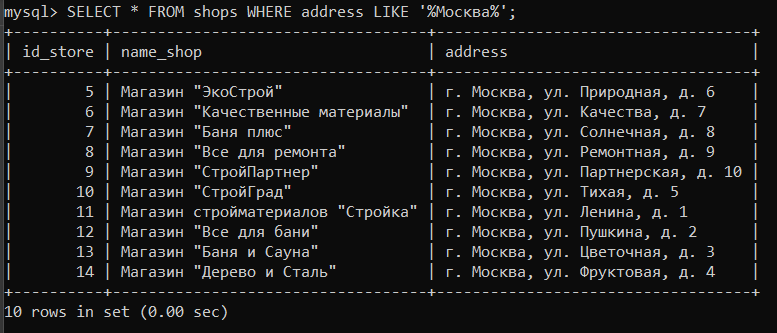 mysql> SELECT * FROM shops WHERE address LIKE '%Москва%';
+----------+---------------------------------+-----------------------------------+
| id_store | name_shop                       | address                           |
+----------+---------------------------------+-----------------------------------+
|        5 | Магазин "ЭкоСтрой"              | г. Москва, ул. Природная, д. 6    |
|        6 | Магазин "Качественные материалы" | г. Москва, ул. Качества, д. 7     |
|        7 | Магазин "Баня плюс"             | г. Москва, ул. Солнечная, д. 8    |
|        8 | Магазин "Все для ремонта"       | г. Москва, ул. Ремонтная, д. 9    |
|        9 | Магазин "СтройПартнер"          | г. Москва, ул. Партнерская, д. 10 |
|       10 | Магазин "СтройГрад"             | г. Москва, ул. Тихая, д. 5        |
|       11 | Магазин стройматериалов "Стройка" | г. Москва, ул. Ленина, д. 1       |
|       12 | Магазин "Все для бани"          | г. Москва, ул. Пушкина, д. 2      |
|       13 | Магазин "Баня и Сауна"          | г. Москва, ул. Цветочная, д. 3    |
|       14 | Магазин "Дерево и Сталь"        | г. Москва, ул. Фруктовая, д. 4    |
+----------+---------------------------------+-----------------------------------+
10 rows in set (0.00 sec)